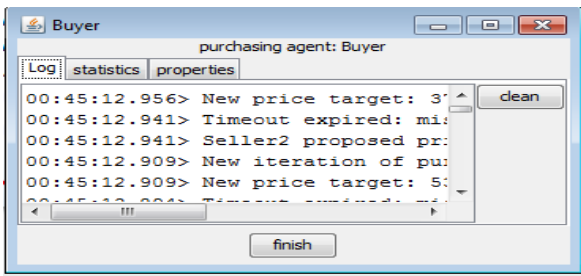 Buyer
purchasing agent: Buyer
Log statistics properties
00:45:12.956> New price target:
clean
00:45:12.941> Timeout expired:
00:45:12.941> Seller2 proposed
00:45:12.909> New iteration of
00:45:12.909> New price target:
finish